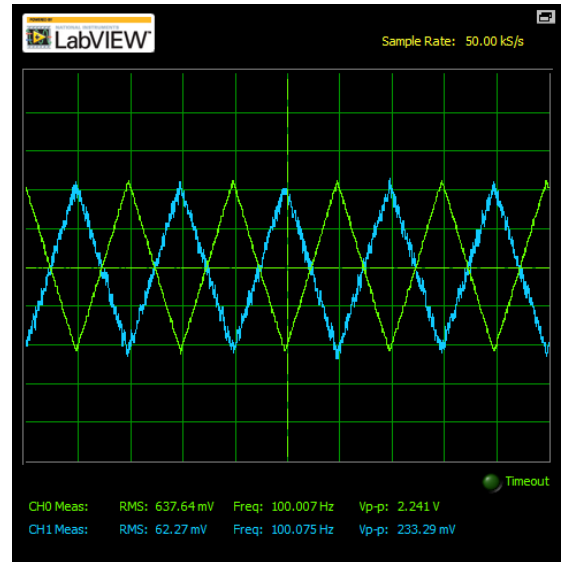 POWERED BY
NATIONAL INSTRUMENTS
LabVIEW™
Sample Rate: 50.00 kS/s
Timeout
CH0 Meas: RMS: 637.64 mV Freq: 100.007 Hz Vp-p: 2.241 V
CH1 Meas: RMS: 62.27 mV Freq: 100.075 Hz Vp-p: 233.29 mV